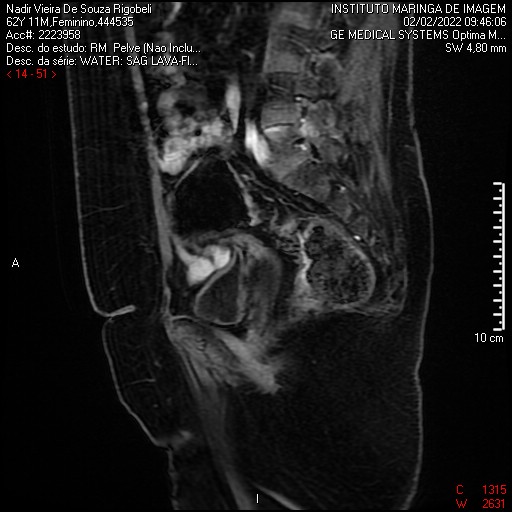 Nadir Vieira De Souza Rigobeli
62Y 11M,Feminino,444535
Acc#: 2223958
Desc. do estudo: RM Pelve (Nao Inclu...
Desc. da série: WATER: SAG LAVA-Fl...
< 14 - 51 >
INSTITUTO MARINGA DE IMAGEM
02/02/2022 09:46:06
GE MEDICAL SYSTEMS Optima M...
SW 4,80 mm
A
10 cm
I
C 1315
W 2631